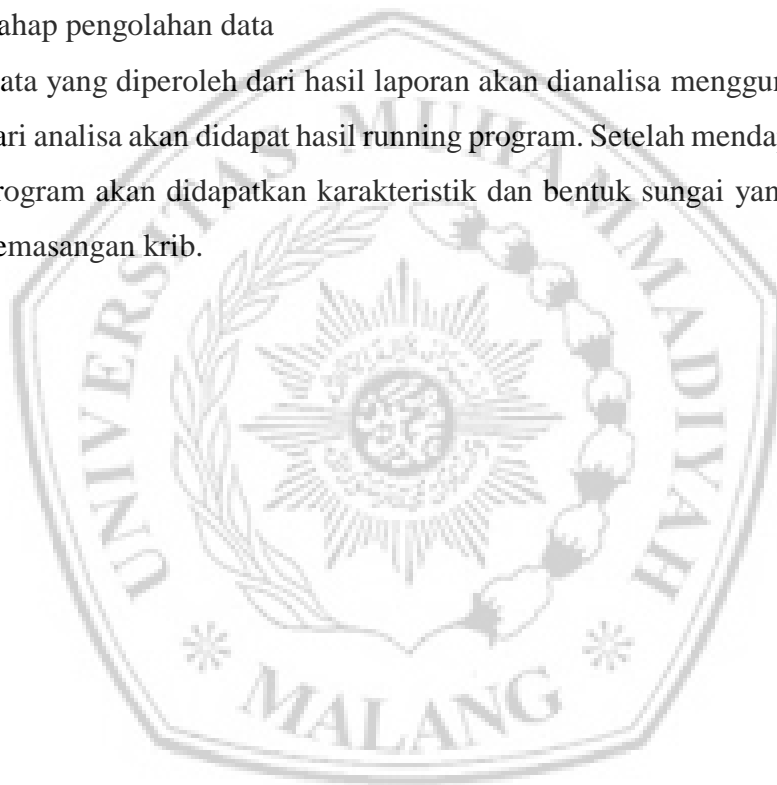 ahap pengolahan data
ata yang diperoleh dari hasil laporan akan dianalisa menggu
ari analisa akan didapat hasil running program. Setelah menda
rogram akan didapatkan karakteristik dan bentuk sungai yan
emasangan krib.
UNIVERSITAS MUHAMMADIYAH
MALANG